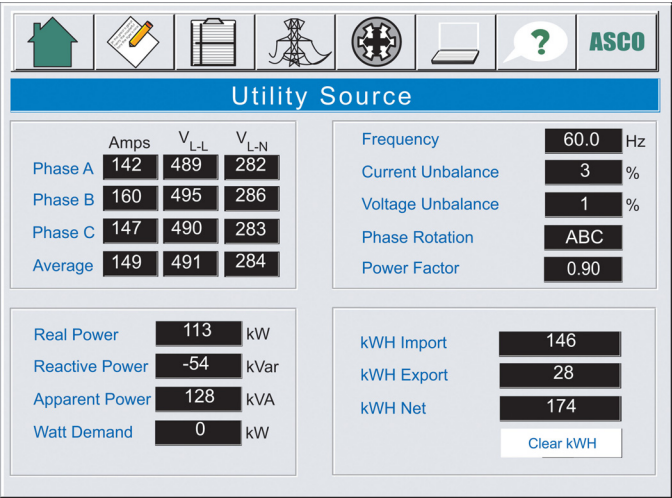 ? ASCO
Utility Source
Amps V L-L V L-N
Phase A 142 489 282
Phase B 160 495 286
Phase C 147 490 283
Average 149 491 284
Frequency 60.0 Hz
Current Unbalance 3 %
Voltage Unbalance 1 %
Phase Rotation ABC
Power Factor 0.90
Real Power 113 kW
Reactive Power -54 kVar
Apparent Power 128 kVA
Watt Demand 0 kW
kWH Import 146
kWH Export 28
kWH Net 174
Clear kWH